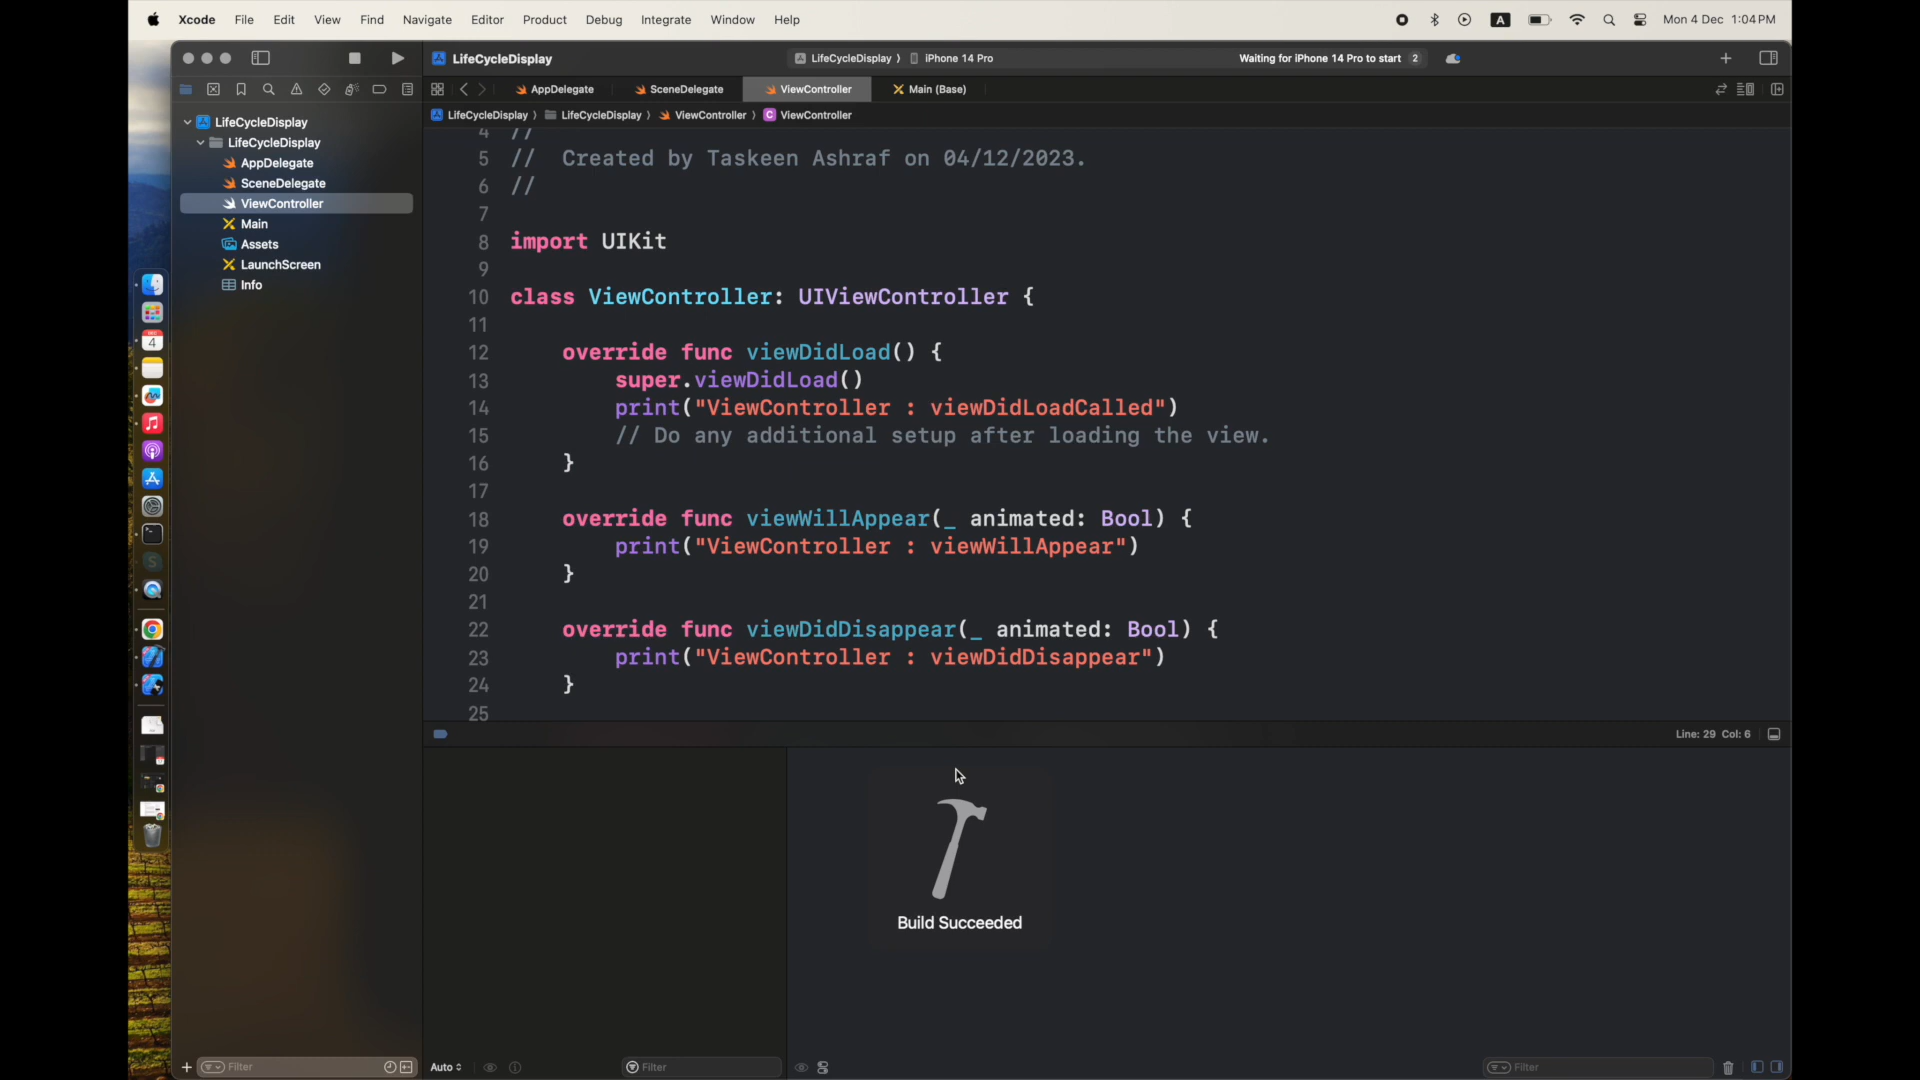 Xcode File Edit View Find Navigate Editor Product Debug Integrate Window Help
A Mon 4 Dec 1:04 PM
LifeCycleDisplay
LifeCycleDisplay ⟩ iPhone 14 Pro
Waiting for iPhone 14 Pro to start 2
AppDelegate SceneDelegate ViewController Main (Base)
LifeCycleDisplay ⟩ LifeCycleDisplay ⟩ ViewController ⟩ ViewController
LifeCycleDisplay
LifeCycleDisplay
AppDelegate
SceneDelegate
ViewController
Main
Assets
LaunchScreen
Info
4 //
5 // Created by Taskeen Ashraf on 04/12/2023.
6 //
7
8 import UIKit
9
10 class ViewController: UIViewController {
11
12 override func viewDidLoad() {
13 super.viewDidLoad()
14 print("ViewController : viewDidLoadCalled")
15 // Do any additional setup after loading the view.
16 }
17
18 override func viewWillAppear(_ animated: Bool) {
19 print("ViewController : viewWillAppear")
20 }
21
22 override func viewDidDisappear(_ animated: Bool) {
23 print("ViewController : viewDidDisappear")
24 }
25
Line: 29 Col: 6
Build Succeeded
Filter
Auto
Filter
Filter
4
S